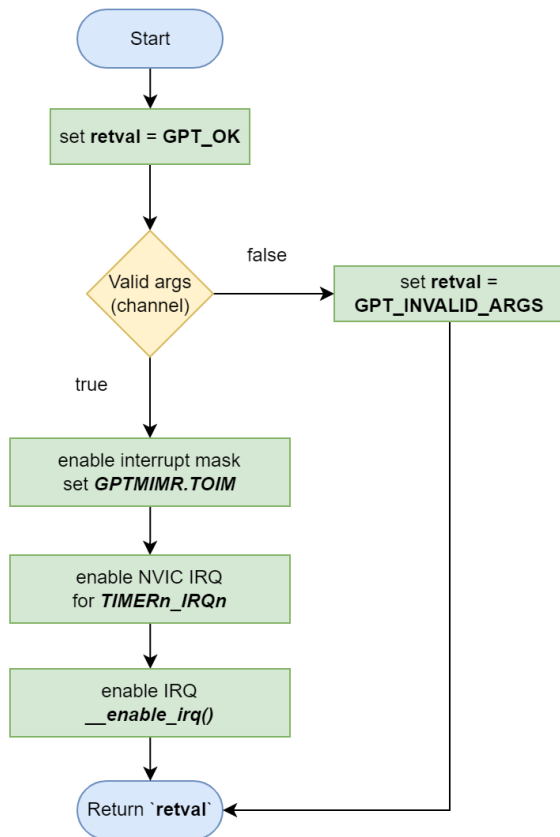 Start
set retval = GPT_OK
Valid args
(channel)
false
set retval =
GPT_INVALID_ARGS
true
enable interrupt mask
set GPTMIMR.TOIM
enable NVIC IRQ
for TIMERn_IRQn
enable IRQ
__enable_irq()
Return `retval`